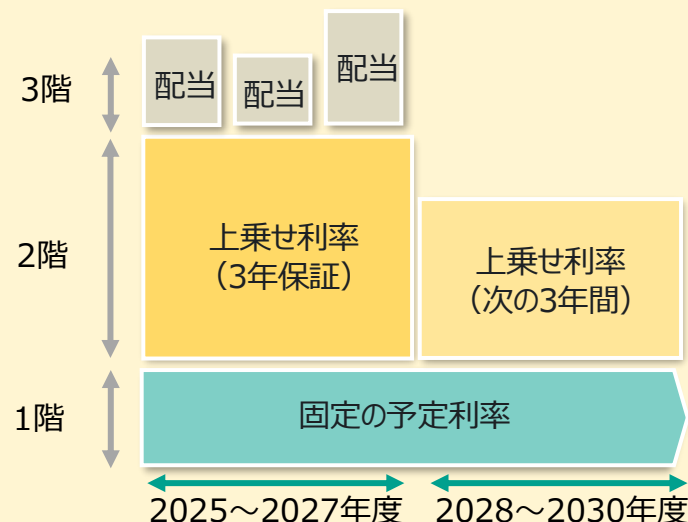 3階
配当
配当
配当
2階
上乗せ利率
（3年保証）
上乗せ利率
（次の3年間）
1階
固定の予定利率
2025～2027年度
2028～2030年度